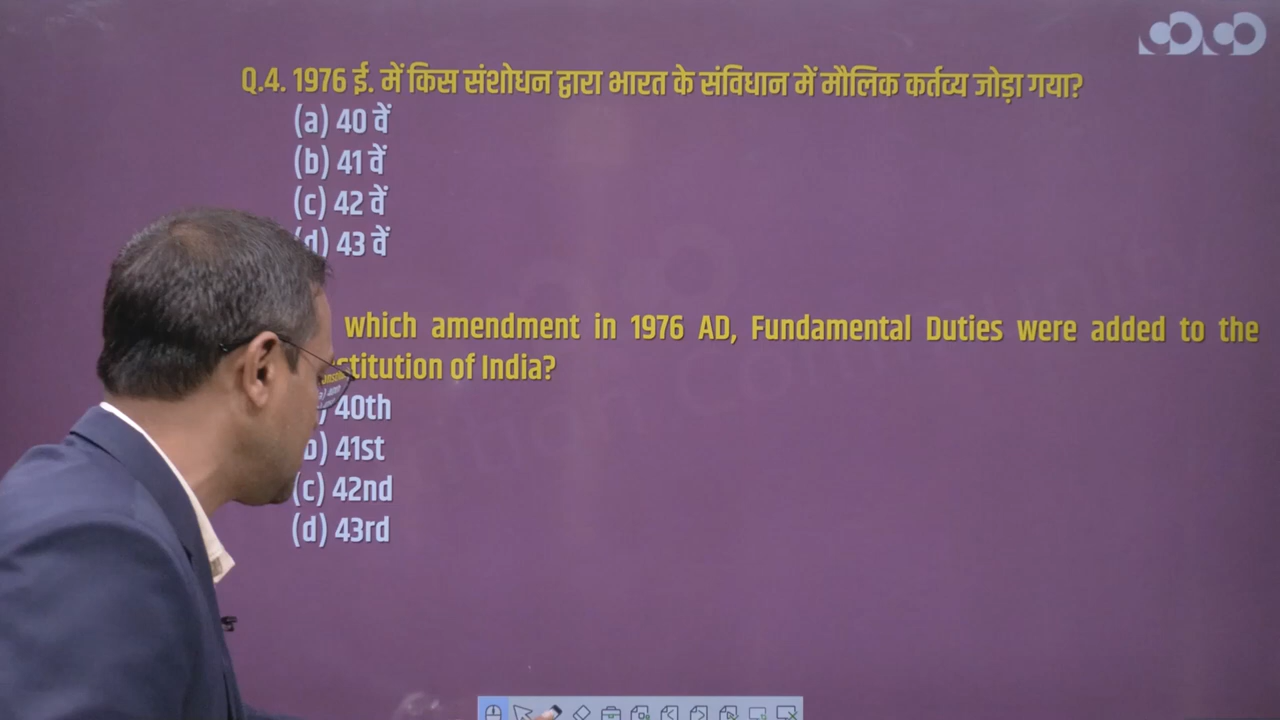 Q.4. 1976 ई. में किस संशोधन द्वारा भारत के संविधान में मौलिक कर्तव्य जोड़ा गया?
(a) 40 वें
(b) 41 वें
(c) 42 वें
(d) 43 वें
which amendment in 1976 AD, Fundamental Duties were added to the
stitution of India?
40th
b) 41st
(c) 42nd
(d) 43rd